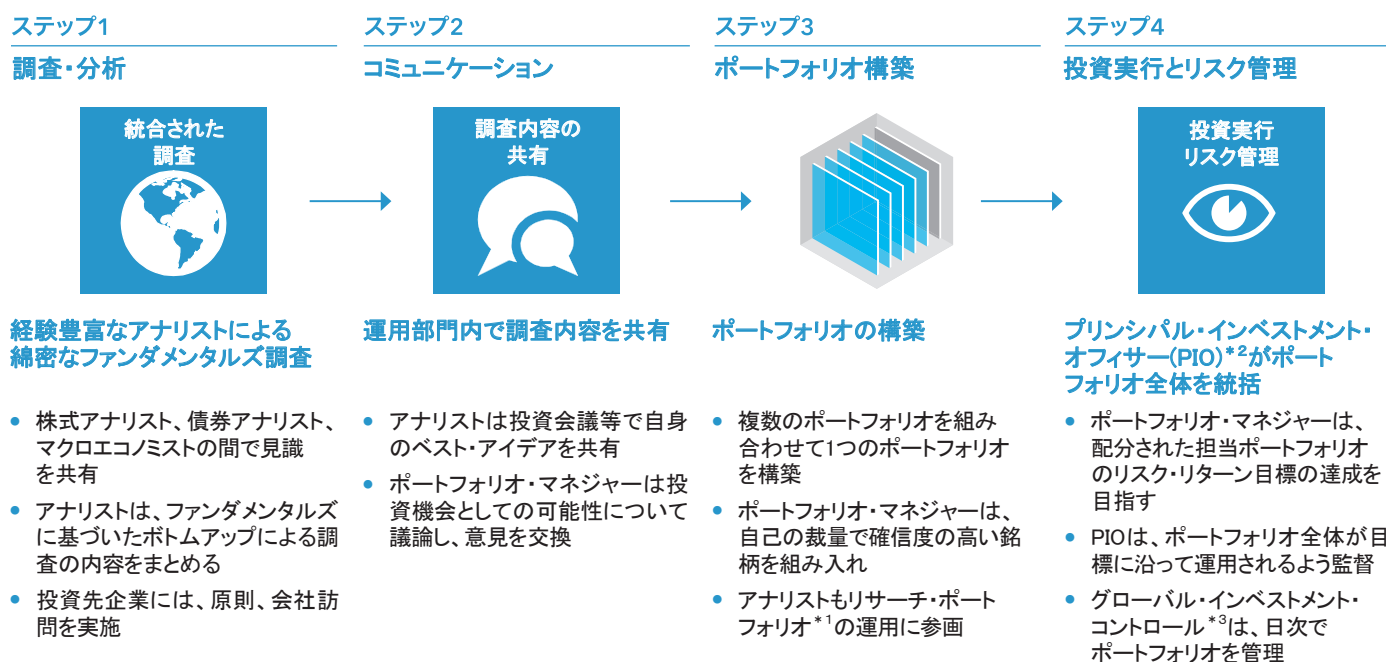 ステップ1
調査・分析
統合された
調査
経験豊富なアナリストによる
綿密なファンダメンタルズ調査
• 株式アナリスト、債券アナリスト、
マクロエコノミストの間で見識
を共有
• アナリストは、ファンダメンタルズ
に基づいたボトムアップによる調
査の内容をまとめる
• 投資先企業には、原則、会社訪
問を実施
ステップ2
コミュニケーション
調査内容の
共有
運用部門内で調査内容を共有
• アナリストは投資会議等で自身
のベスト・アイデアを共有
• ポートフォリオ・マネジャーは投
資機会としての可能性について
議論し、意見を交換
ステップ3
ポートフォリオ構築
ポートフォリオの構築
• 複数のポートフォリオを組み
合わせて1つのポートフォリオ
を構築
• ポートフォリオ・マネジャーは、
自己の裁量で確信度の高い銘
柄を組み入れ
• アナリストもリサーチ・ポート
フォリオ*1の運用に参画
ステップ4
投資実行とリスク管理
投資実行
リスク管理
プリンシパル・インベストメント・
オフィサー(PIO)*2がポート
フォリオ全体を統括
• ポートフォリオ・マネジャーは、
配分された担当ポートフォリオ
のリスク・リターン目標の達成を
目指す
• PIOは、ポートフォリオ全体が目
標に沿って運用されるよう監督
• グローバル・インベストメント・
コントロール*3は、日次で
ポートフォリオを管理